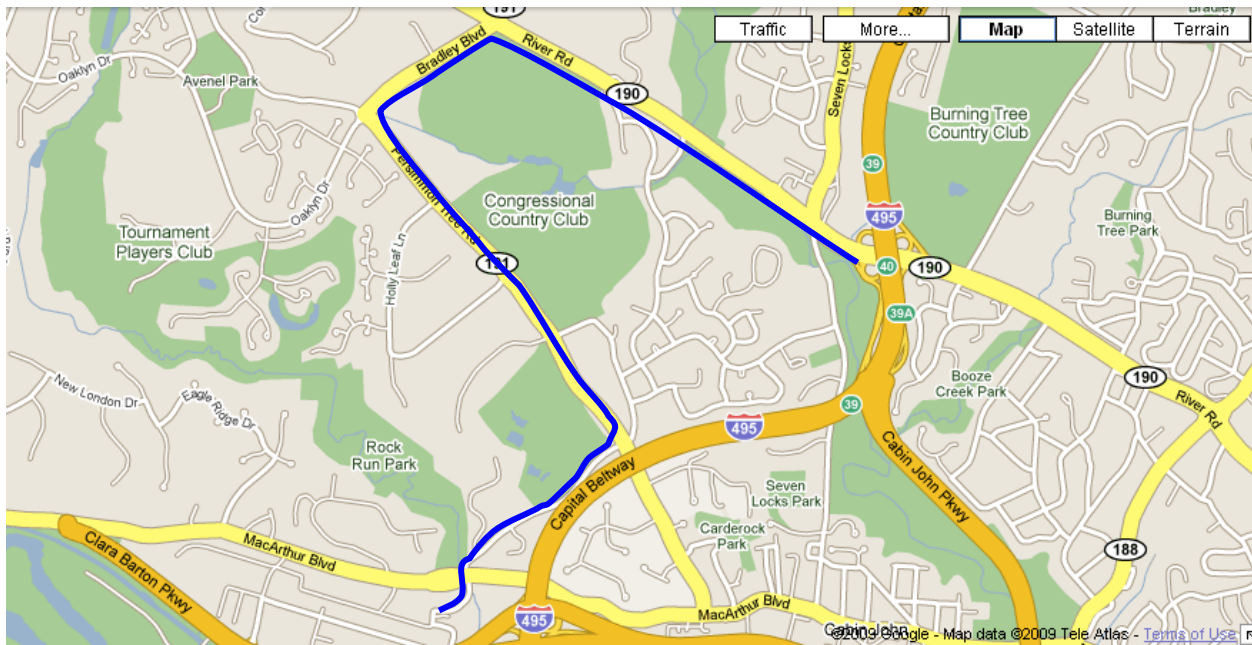 191
Traffic
More...
Map
Satellite
Terrain
Bradley Blvd
River Rd
Bradley
Oaklyn Dr
Avenel Park
190
Seven Locks
Burning Tree
Country Club
39
Persimmon Tree Rd
Oaklyn Dr
Congressional
Country Club
495
Burning
Tree Park
Tournament
Players Club
Holly Leaf Ln
191
40
190
39A
New London Dr
Eagle Ridge Dr
39
Booze
Creek Park
190
River Rd
495
Rock
Run Park
Capital Beltway
Cabin John Pkwy
Seven
Locks Park
Carderock
Park
Clara Barton Pkwy
MacArthur Blvd
188
495
MacArthur Blvd
Cabin John
©2009 Google - Map data ©2009 Tele Atlas - Terms of Use